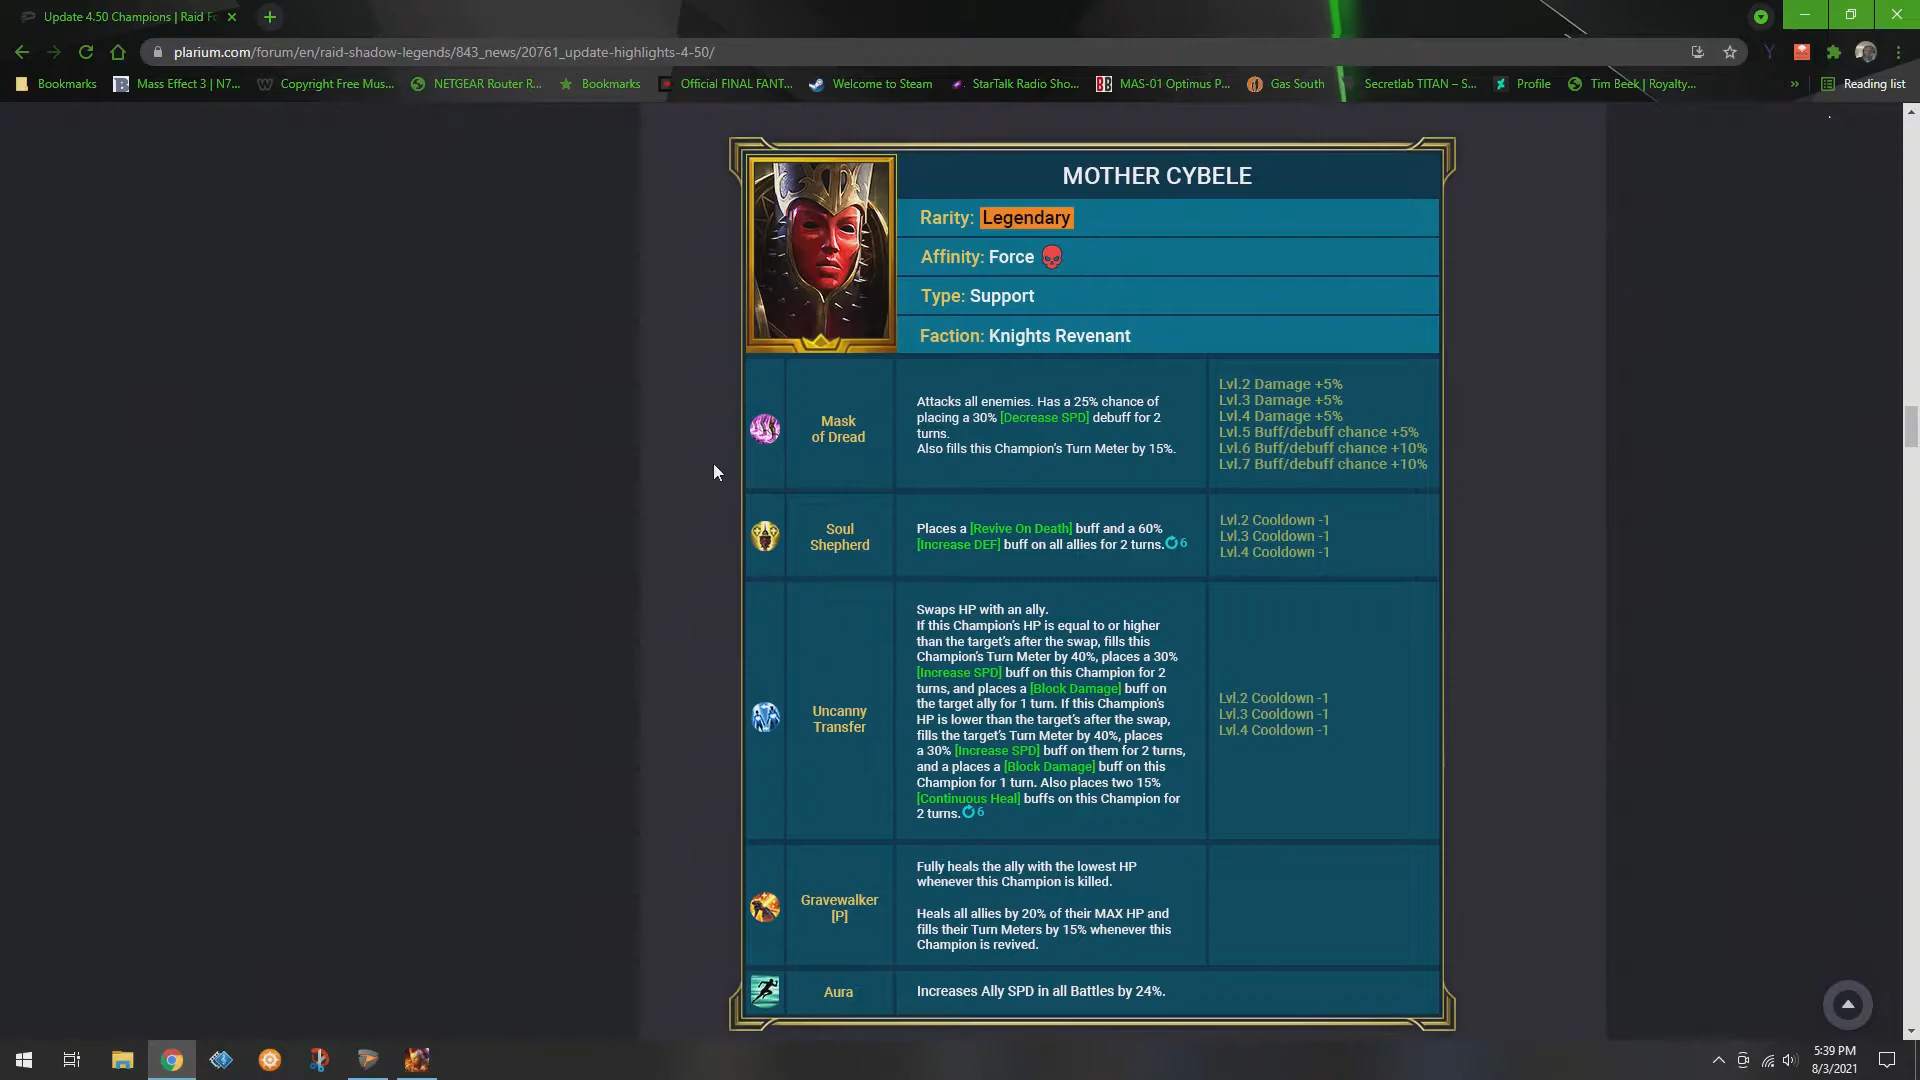 Update 4.50 Champions | Raid Fo
plarium.com/forum/en/raid-shadow-legends/843_news/20761_update-highlights-4-50/
Bookmarks
Mass Effect 3 | N7...
Copyright Free Mus...
NETGEAR Router R...
Bookmarks
Official FINAL FANT...
Welcome to Steam
StarTalk Radio Sho...
MAS-01 Optimus P...
Gas South
Secretlab TITAN – S...
Profile
Tim Beek | Royalty...
»
Reading list
MOTHER CYBELE
Rarity: Legendary
Affinity: Force
Type: Support
Faction: Knights Revenant
Mask
of Dread
Attacks all enemies. Has a 25% chance of
placing a 30% [Decrease SPD] debuff for 2
turns.
Also fills this Champion's Turn Meter by 15%.
Lvl.2 Damage +5%
Lvl.3 Damage +5%
Lvl.4 Damage +5%
Lvl.5 Buff/debuff chance +5%
Lvl.6 Buff/debuff chance +10%
Lvl.7 Buff/debuff chance +10%
Soul
Shepherd
Places a [Revive On Death] buff and a 60%
[Increase DEF] buff on all allies for 2 turns. 6
Lvl.2 Cooldown -1
Lvl.3 Cooldown -1
Lvl.4 Cooldown -1
Uncanny
Transfer
Swaps HP with an ally.
If this Champion's HP is equal to or higher
than the target's after the swap, fills this
Champion's Turn Meter by 40%, places a 30%
[Increase SPD] buff on this Champion for 2
turns, and places a [Block Damage] buff on
the target ally for 1 turn. If this Champion's
HP is lower than the target's after the swap,
fills the target's Turn Meter by 40%, places
a 30% [Increase SPD] buff on them for 2 turns,
and a places a [Block Damage] buff on this
Champion for 1 turn. Also places two 15%
[Continuous Heal] buffs on this Champion for
2 turns. 6
Lvl.2 Cooldown -1
Lvl.3 Cooldown -1
Lvl.4 Cooldown -1
Gravewalker
[P]
Fully heals the ally with the lowest HP
whenever this Champion is killed.
Heals all allies by 20% of their MAX HP and
fills their Turn Meters by 15% whenever this
Champion is revived.
Aura
Increases Ally SPD in all Battles by 24%.
5:39 PM
8/3/2021